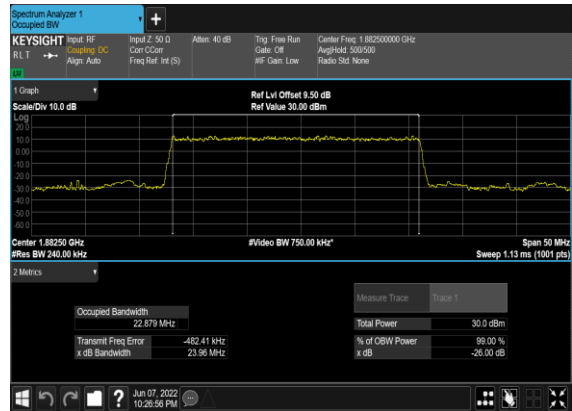 Spectrum Analyzer 1
Occupied BW
+
KEYSIGHT Input: RF Input Z: 50 Ω Atten: 40 dB Trig: Free Run Center Freq: 1.882500000 GHz
RLT Coupling: DC Corr CCorr Gate: Off Avg|Hold: 500/500
Align: Auto Freq Ref: Int (S) #IF Gain: Low Radio Std: None
1 Graph
Ref Lvl Offset 9.50 dB
Scale/Div 10.0 dB Ref Value 30.00 dBm
Log
20.0
10.0
0.00
-10.0
-20.0
-30.0
-40.0
-50.0
-60.0
Center 1.88250 GHz #Video BW 750.00 kHz* Span 50 MHz
#Res BW 240.00 kHz Sweep 1.13 ms (1001 pts)
2 Metrics
Measure Trace Trace 1
Occupied Bandwidth
22.879 MHz Total Power 30.0 dBm
Transmit Freq Error -482.41 kHz % of OBW Power 99.00 %
x dB Bandwidth 23.96 MHz x dB -26.00 dB
? Jun 07, 2022
10:26:56 PM